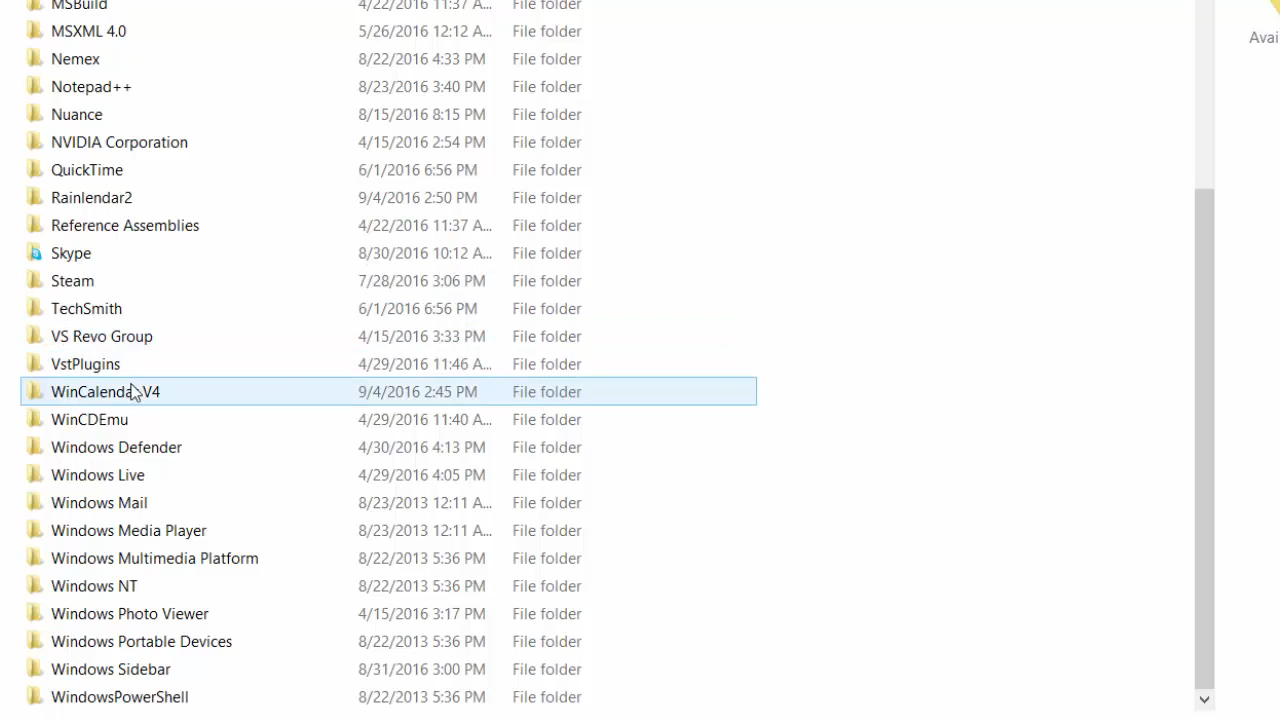 MSBuild 4/22/2016 11:37 A... File folder
MSXML 4.0 5/26/2016 12:12 A... File folder
Nemex 8/22/2016 4:33 PM File folder
Notepad++ 8/23/2016 3:40 PM File folder
Nuance 8/15/2016 8:15 PM File folder
NVIDIA Corporation 4/15/2016 2:54 PM File folder
QuickTime 6/1/2016 6:56 PM File folder
Rainlendar2 9/4/2016 2:50 PM File folder
Reference Assemblies 4/22/2016 11:37 A... File folder
Skype 8/30/2016 10:12 A... File folder
Steam 7/28/2016 3:06 PM File folder
TechSmith 6/1/2016 6:56 PM File folder
VS Revo Group 4/15/2016 3:33 PM File folder
VstPlugins 4/29/2016 11:46 A... File folder
WinCalendar V4 9/4/2016 2:45 PM File folder
WinCDEmu 4/29/2016 11:40 A... File folder
Windows Defender 4/30/2016 4:13 PM File folder
Windows Live 4/29/2016 4:05 PM File folder
Windows Mail 8/23/2013 12:11 A... File folder
Windows Media Player 8/23/2013 12:11 A... File folder
Windows Multimedia Platform 8/22/2013 5:36 PM File folder
Windows NT 8/22/2013 5:36 PM File folder
Windows Photo Viewer 4/15/2016 3:17 PM File folder
Windows Portable Devices 8/22/2013 5:36 PM File folder
Windows Sidebar 8/31/2016 3:00 PM File folder
WindowsPowerShell 8/22/2013 5:36 PM File folder
Avai